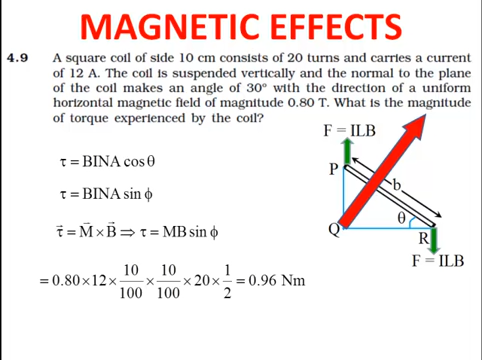 MAGNETIC EFFECTS
4.9 A square coil of side 10 cm consists of 20 turns and carries a current
of 12 A. The coil is suspended vertically and the normal to the plane
of the coil makes an angle of 30° with the direction of a uniform
horizontal magnetic field of magnitude 0.80 T. What is the magnitude
of torque experienced by the coil?
F = ILB
τ = BINA cos θ
P
b
τ = BINA sin ϕ
θ
τ⃗ = M⃗ × B⃗ ⇒ τ = MB sin ϕ
Q
R
F = ILB
= 0.80 × 12 × 10/100 × 10/100 × 20 × 1/2 = 0.96 Nm